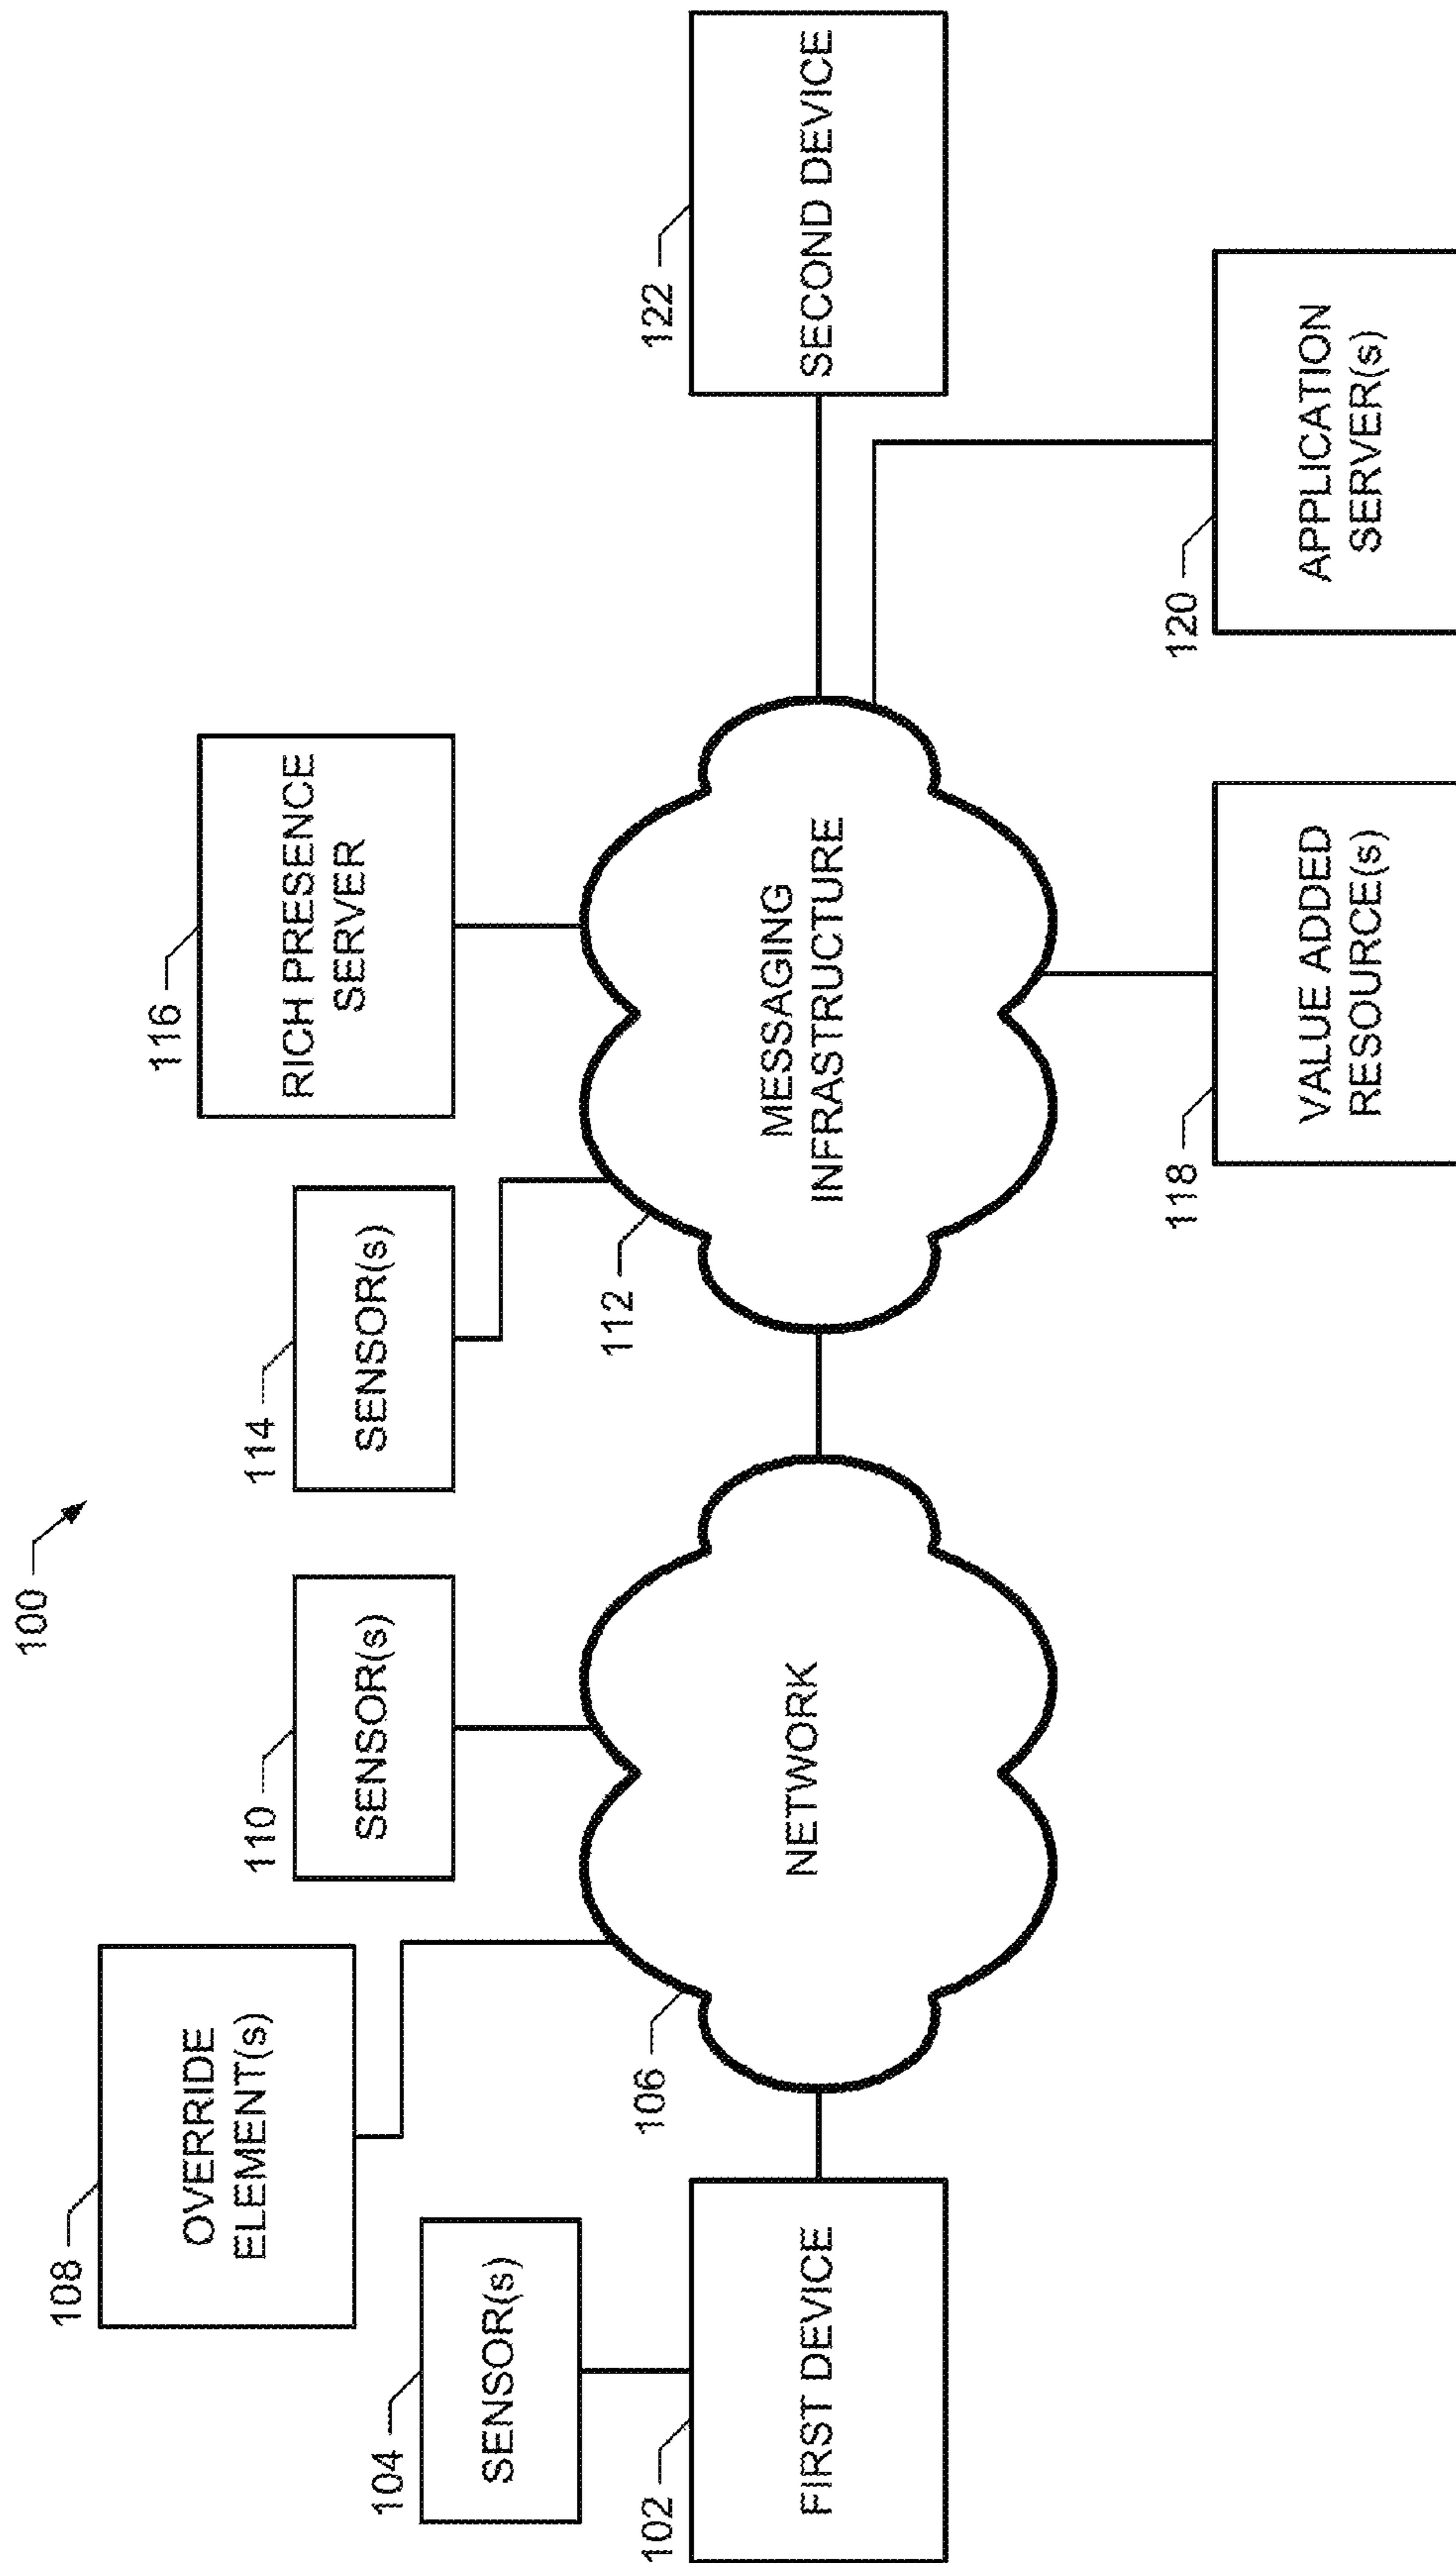 100
108
OVERRIDE
ELEMENT(s)
110
SENSOR(s)
114
SENSOR(s)
116
RICH PRESENCE
SERVER
104
SENSOR(s)
102
FIRST DEVICE
106
NETWORK
112
MESSAGING
INFRASTRUCTURE
122
SECOND DEVICE
118
VALUE ADDED
RESOURCE(s)
120
APPLICATION
SERVER(s)